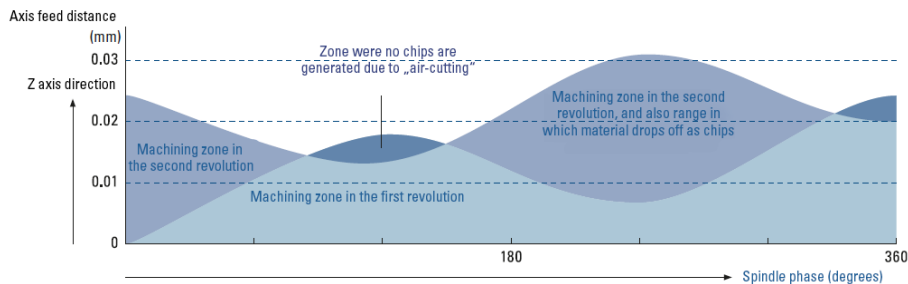 Axis feed distance
(mm)
0.03
Z axis direction
0.02
0.01
0
Zone were no chips are
generated due to „air-cutting“
Machining zone in the second
revolution, and also range in
which material drops off as chips
Machining zone in
the second revolution
Machining zone in the first revolution
180
360
Spindle phase (degrees)